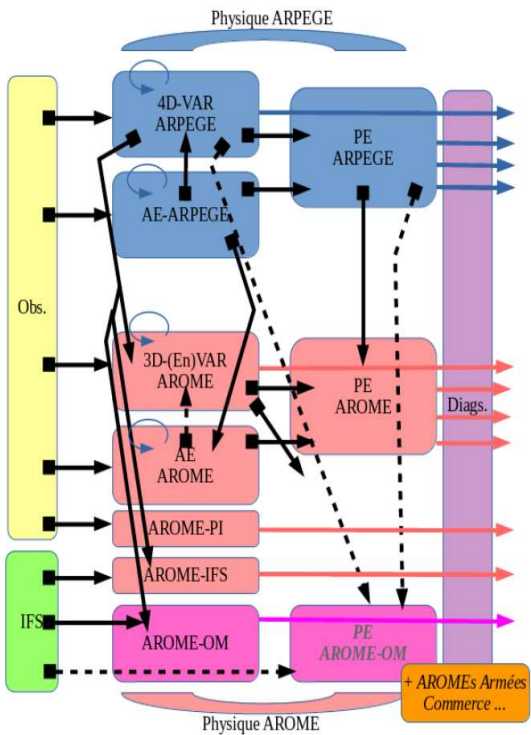 Physique ARPEGE
4D-VAR
ARPEGE
PE
ARPEGE
AE-ARPEGE
Obs.
3D-(En)VAR
AROME
PE
AROME
Diags.
AE
AROME
AROME-PI
AROME-IFS
IFS
AROME-OM
PE
AROME-OM
+ AROMEs Armées
Commerce ...
Physique AROME